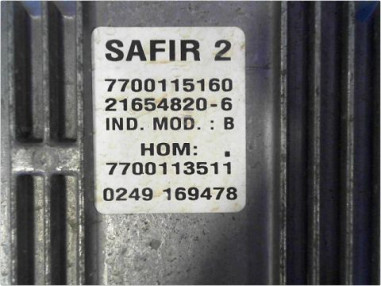 SAFIR 2
7700115160
21654820-6
IND. MOD. : B
HOM: .
7700113511
0249 169478